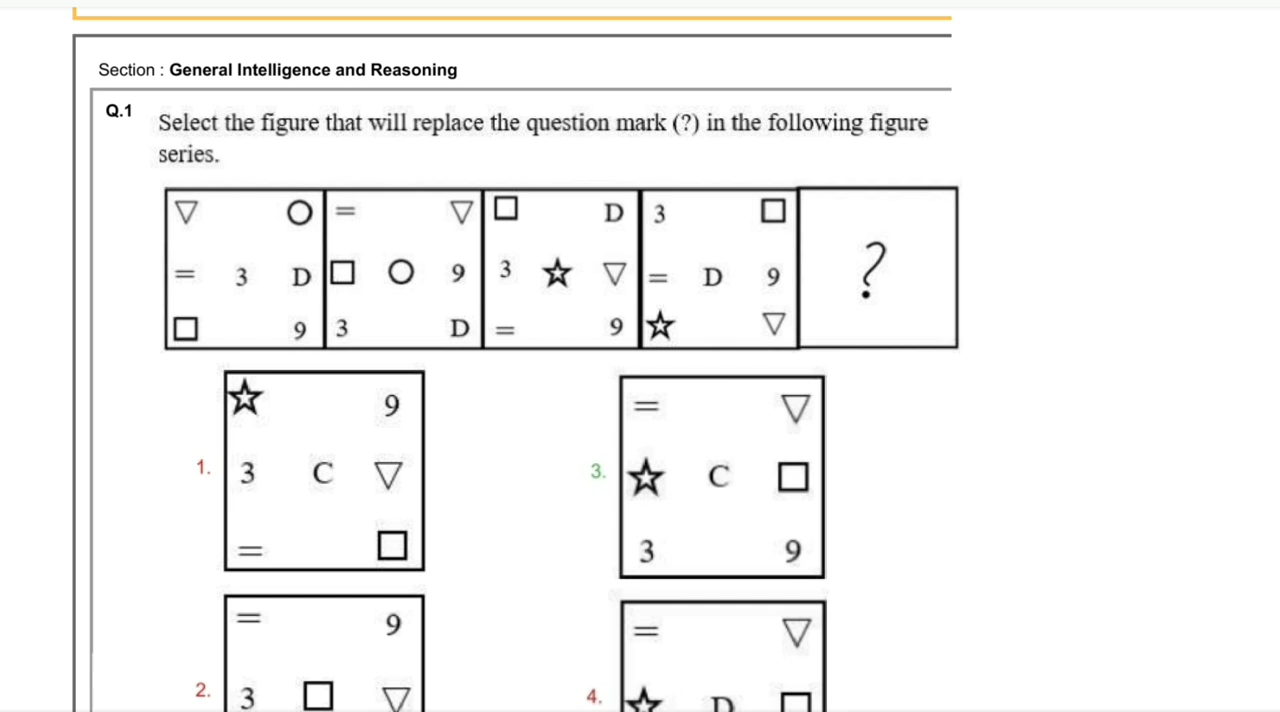 Section : General Intelligence and Reasoning
Q.1
Select the figure that will replace the question mark (?) in the following figure
series.
▽ ○ = ▽ □ D 3 □
= 3 D □ ○ 9 3 ☆ ▽ = D 9 ?
□ 9 3 D = 9 ☆ ▽
☆ 9
1. 3 C ▽
= □
= ▽
3. ☆ C □
3 9
= 9
2. 3 □ ▽
= ▽
4. ☆ D □